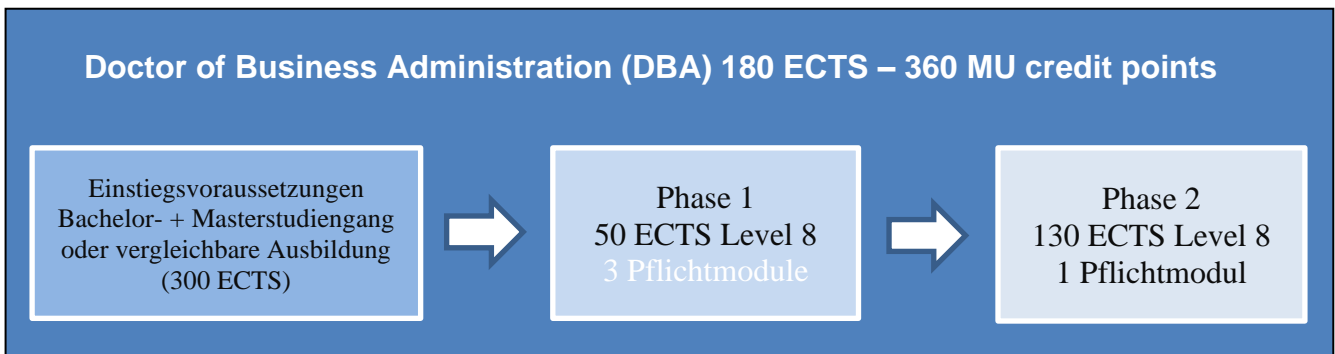 Doctor of Business Administration (DBA) 180 ECTS – 360 MU credit points
Einstiegsvoraussetzungen
Bachelor- + Masterstudiengang
oder vergleichbare Ausbildung
(300 ECTS)
Phase 1
50 ECTS Level 8
3 Pflichtmodule
Phase 2
130 ECTS Level 8
1 Pflichtmodul